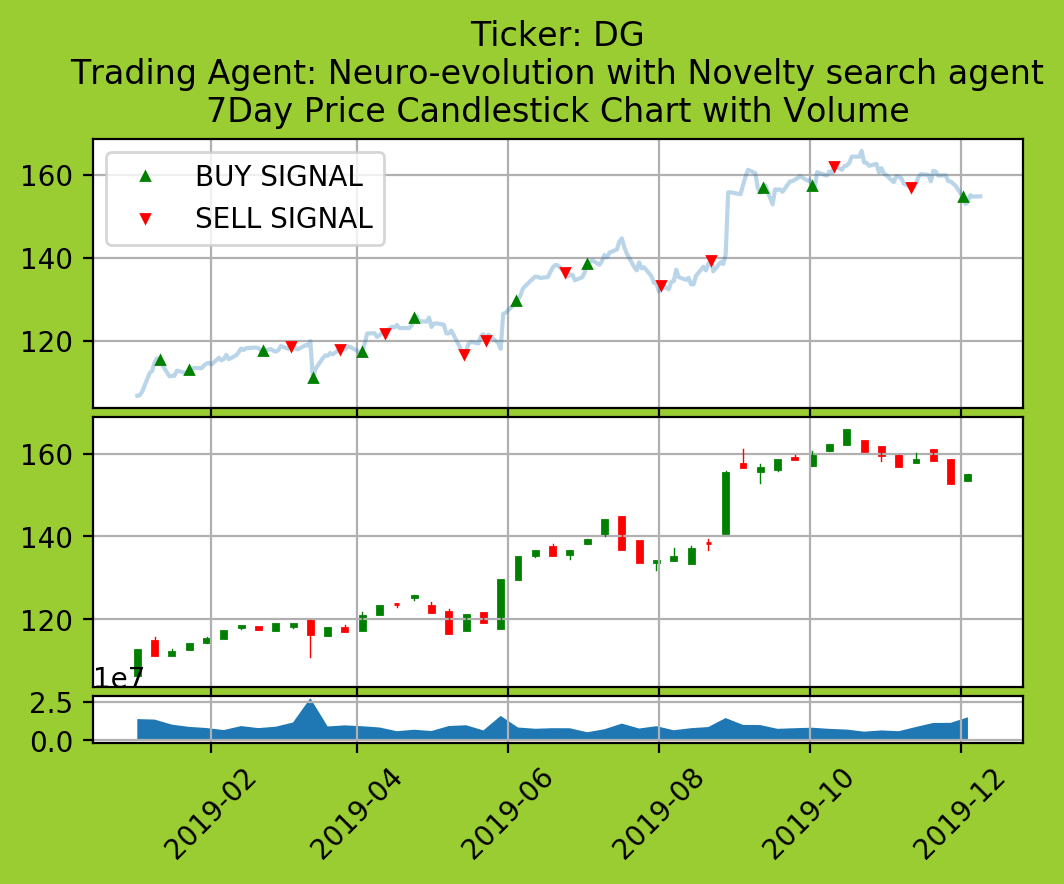 Ticker: DG
Trading Agent: Neuro-evolution with Novelty search agent
7Day Price Candlestick Chart with Volume
BUY SIGNAL
SELL SIGNAL
160
140
120
160
140
120
1e7
2.5
0.0
2019-02
2019-04
2019-06
2019-08
2019-10
2019-12